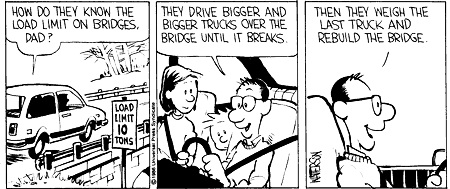 HOW DO THEY KNOW THE
LOAD LIMIT ON BRIDGES,
DAD?
LOAD
LIMIT
10
TONS
THEY DRIVE BIGGER AND
BIGGER TRUCKS OVER THE
BRIDGE UNTIL IT BREAKS.
THEN THEY WEIGH THE
LAST TRUCK AND
REBUILD THE BRIDGE.
WATTERSON